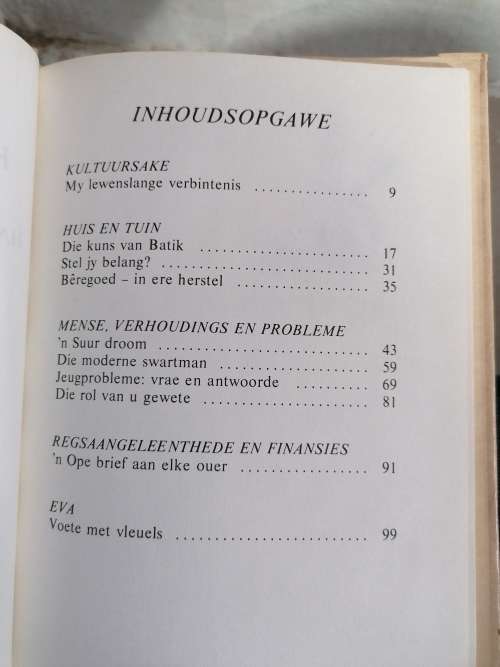 INHOUDSOPGAWE
KULTUURSAKE
My lewenslange verbintenis ................ 9
HUIS EN TUIN
Die kuns van Batik ........................ 17
Stel jy belang? ............................. 31
Bêregoed – in ere herstel .................. 35
MENSE, VERHOUDINGS EN PROBLEME
'n Suur droom ............................ 43
Die moderne swartman ..................... 59
Jeugprobleme: vrae en antwoorde ........... 69
Die rol van u gewete ....................... 81
REGSAANGELEENTHEDE EN FINANSIES
'n Ope brief aan elke ouer .................. 91
EVA
Voete met vleuels .......................... 99